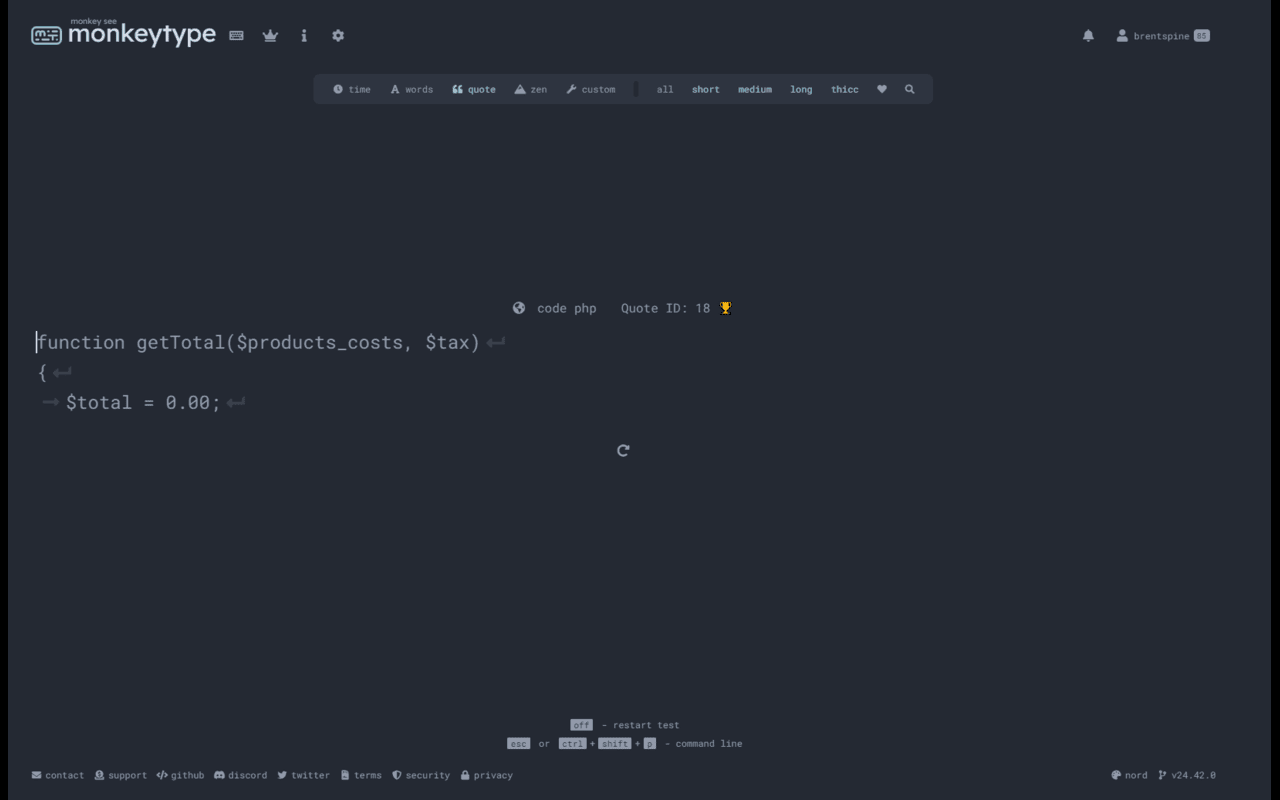 monkey see
monkeytype
brentspine 85
time words quote zen custom all short medium long thicc
code php Quote ID: 18
function getTotal($products_costs, $tax)
{
$total = 0.00;
off - restart test
esc or ctrl + shift + p - command line
contact support github discord twitter terms security privacy nord v24.42.0